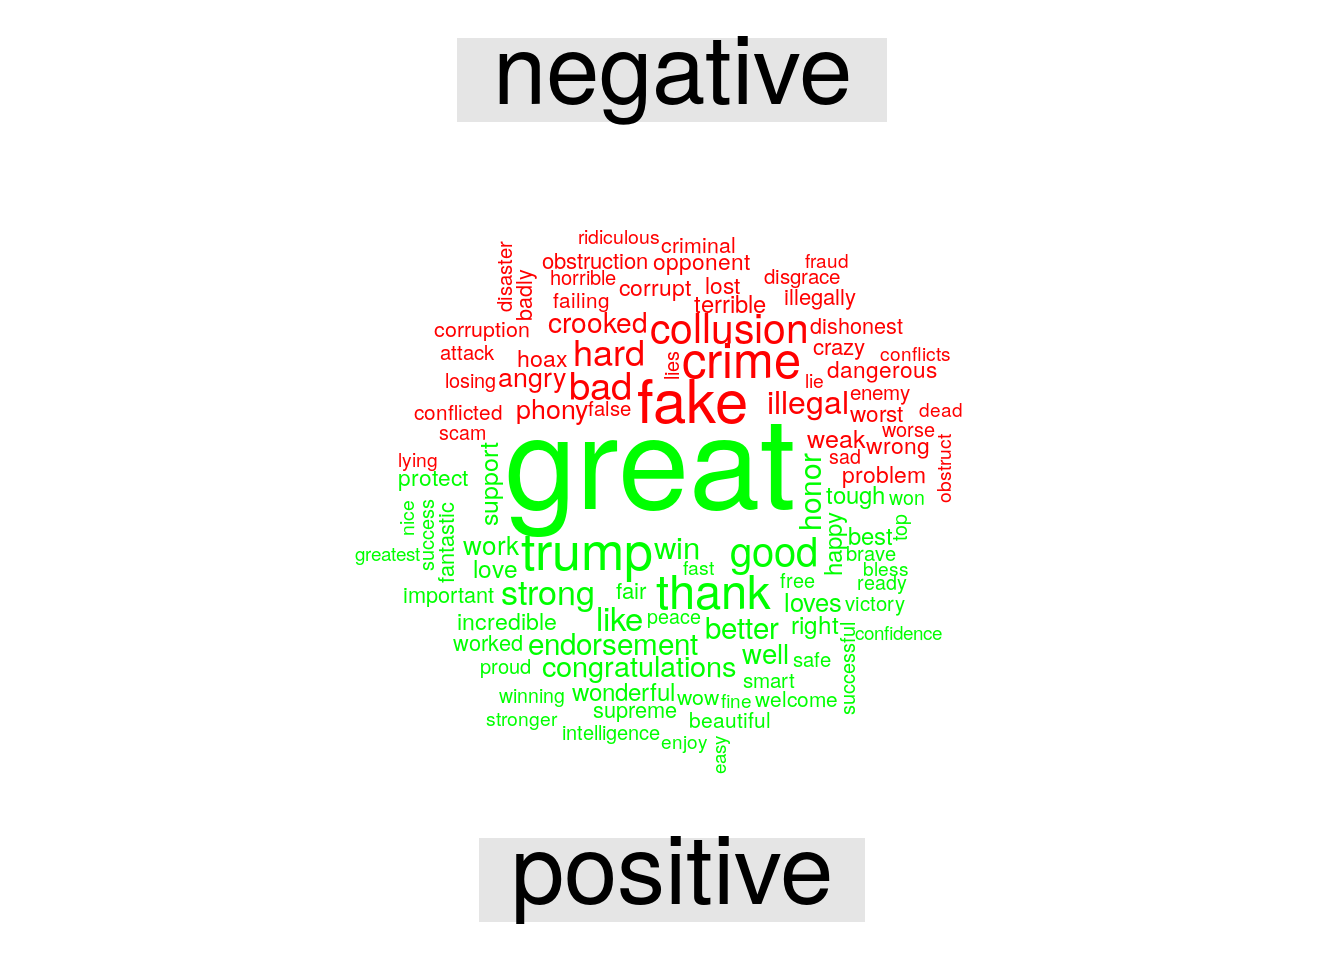 negative
ridiculous
criminal
disaster
badly
obstruction
opponent
fraud
horrible
disgrace
corrupt
lost
failing
terrible
illegally
corruption
crooked
collusion
dishonest
attack
hoax
hard
lies
crime
crazy
conflicts
losing
angry
bad
lie
dangerous
conflicted
phony
false
fake
illegal
enemy
worst
dead
scam
weak
wrong
worse
lying
sad
problem
obstruct
protect
support
great
honor
tough
won
nice
success
fantastic
happy
best
top
greatest
work
trump
win
good
brave
love
fast
bless
important
strong
fair
thank
free
ready
loves
victory
incredible
like
peace
better
right
confidence
worked
endorsement
well
safe
successful
proud
congratulations
smart
winning
wonderful
wow
fine
welcome
stronger
supreme
beautiful
intelligence
enjoy
easy
positive